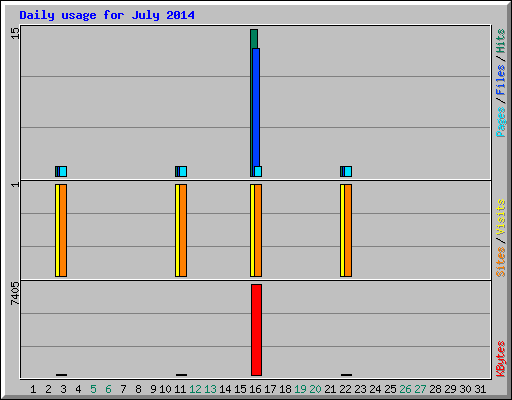 Daily usage for July 2014
15
Pages / Files / Hits
1
Sites / Visits
7405
KBytes
1 2 3 4 5 6 7 8 9 10 11 12 13 14 15 16 17 18 19 20 21 22 23 24 25 26 27 28 29 30 31